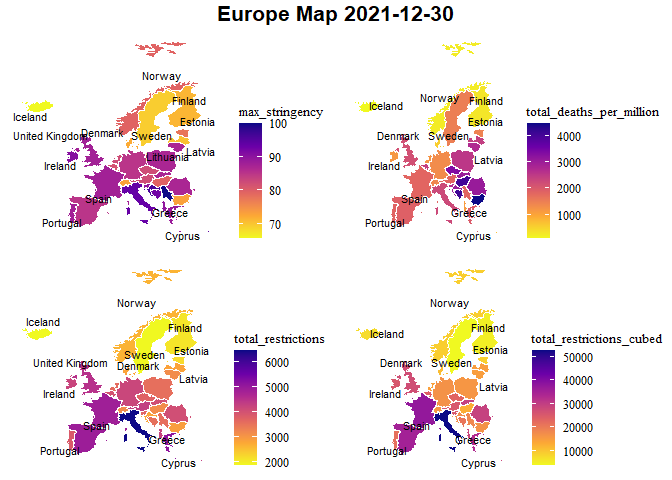 Europe Map 2021-12-30
Norway
Iceland
Finland
Estonia
United Kingdom
Denmark
Sweden
Latvia
Lithuania
Ireland
Spain
Greece
Portugal
Cyprus
max_stringency
100
90
80
70
Norway
Iceland
Finland
Estonia
Sweden
Latvia
Ireland
Spain
Greece
Portugal
Cyprus
total_deaths_per_million
4000
3000
2000
1000
Norway
Iceland
Finland
Estonia
Sweden
United Kingdom
Denmark
Latvia
Ireland
Spain
Greece
Portugal
Cyprus
total_restrictions
6000
5000
4000
3000
2000
Norway
Iceland
Finland
Estonia
Denmark
Sweden
Latvia
Ireland
Spain
Greece
Portugal
Cyprus
total_restrictions_cubed
50000
40000
30000
20000
10000